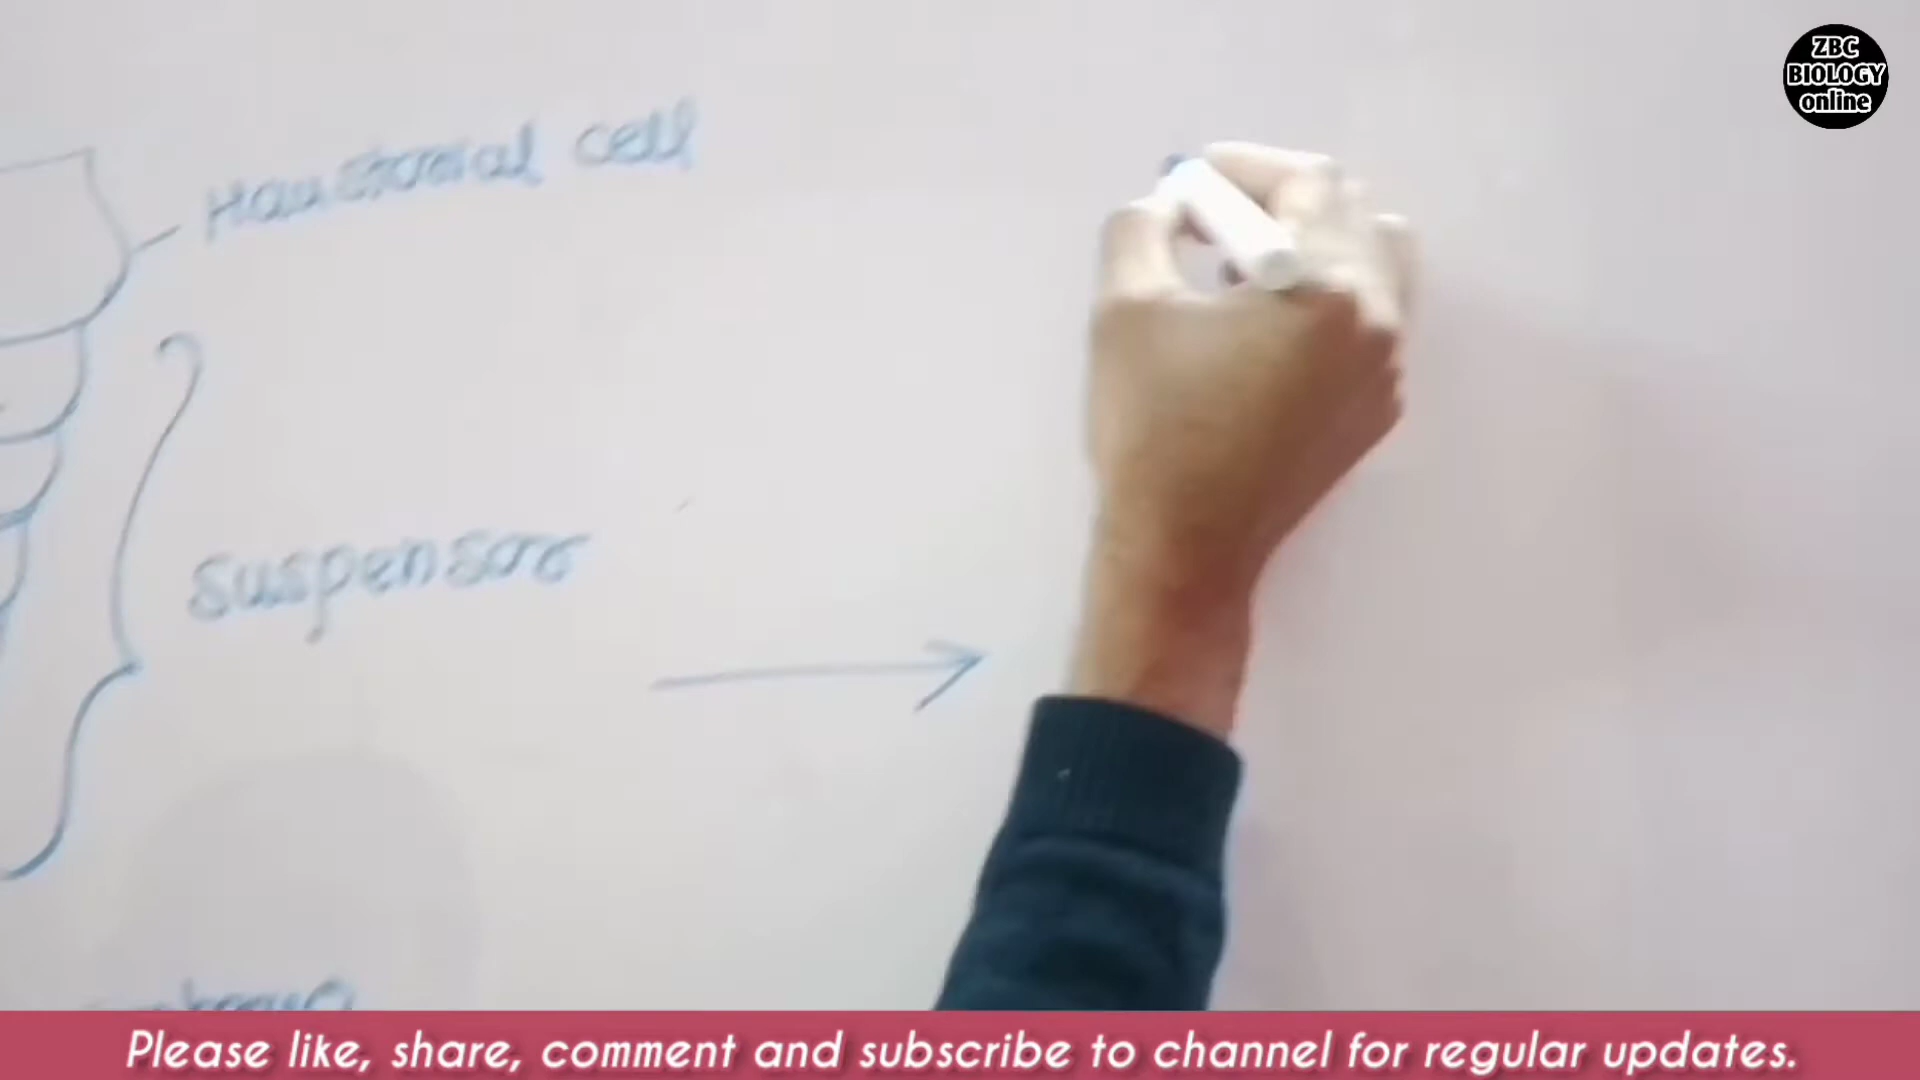 ZBC
BIOLOGY
online
Haustorial cell
Suspensor
Please like, share, comment and subscribe to channel for regular updates.